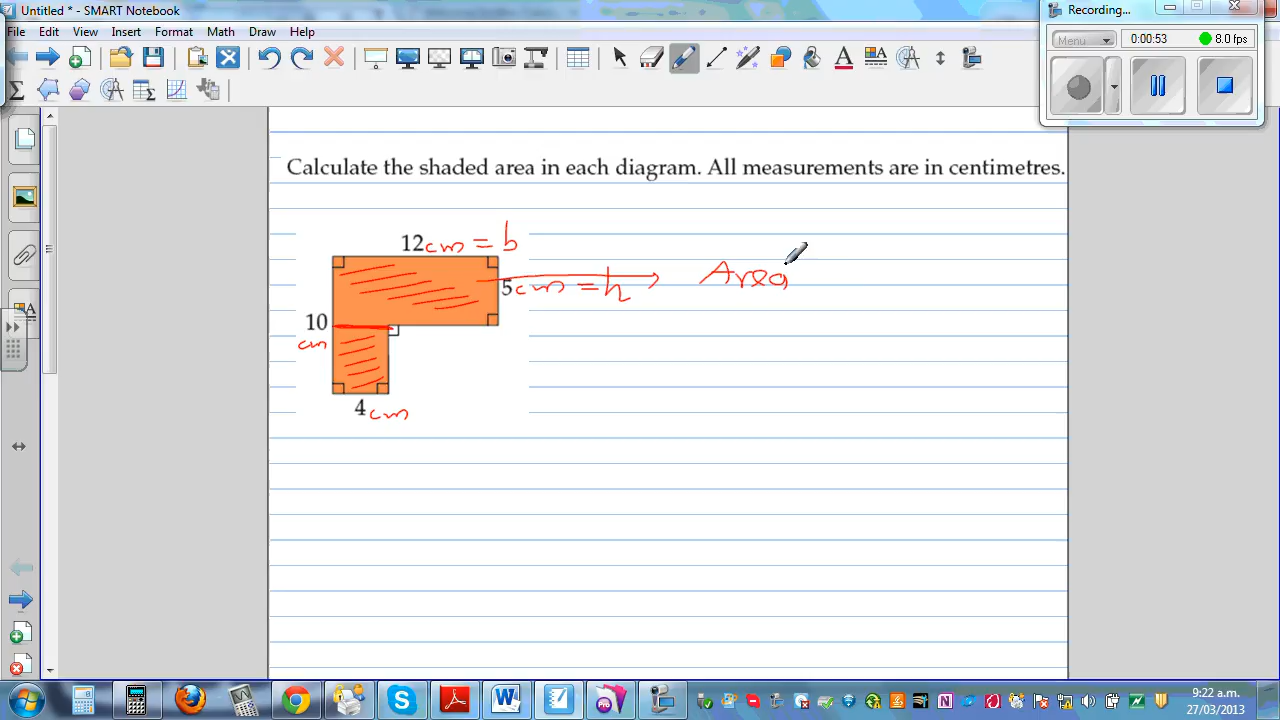 Untitled * - SMART Notebook
Recording...
File Edit View Insert Format Math Draw Help
Menu
0:00:53
8.0 fps
Calculate the shaded area in each diagram. All measurements are in centimetres.
12cm = b
5cm = h
Area
10
cm
4cm
9:22 a.m.
27/03/2013